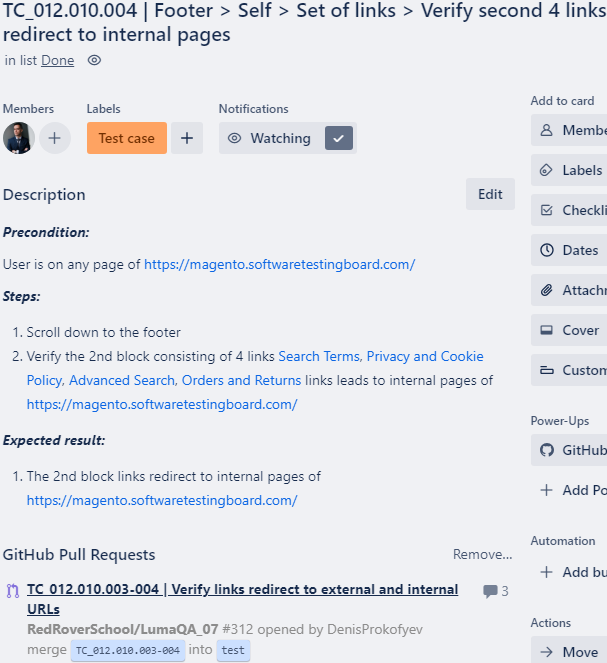 TC_012.010.004 | Footer > Self > Set of links > Verify second 4 links
redirect to internal pages
in list Done
Members
Labels
Notifications
Test case
Watching
Description
Edit
Precondition:
User is on any page of https://magento.softwaretestingboard.com/
Steps:
1. Scroll down to the footer
2. Verify the 2nd block consisting of 4 links Search Terms, Privacy and Cookie
Policy, Advanced Search, Orders and Returns links leads to internal pages of
https://magento.softwaretestingboard.com/
Expected result:
1. The 2nd block links redirect to internal pages of
https://magento.softwaretestingboard.com/
GitHub Pull Requests
Remove...
TC_012.010.003-004 | Verify links redirect to external and internal
URLs
3
RedRoverSchool/LumaQA_07 #312 opened by DenisProkofyev
merge TC_012.010.003-004 into test
Add to card
Membe
Labels
Checkli
Dates
Attachm
Cover
Custom
Power-Ups
GitHub
Add Po
Automation
Add bu
Actions
Move